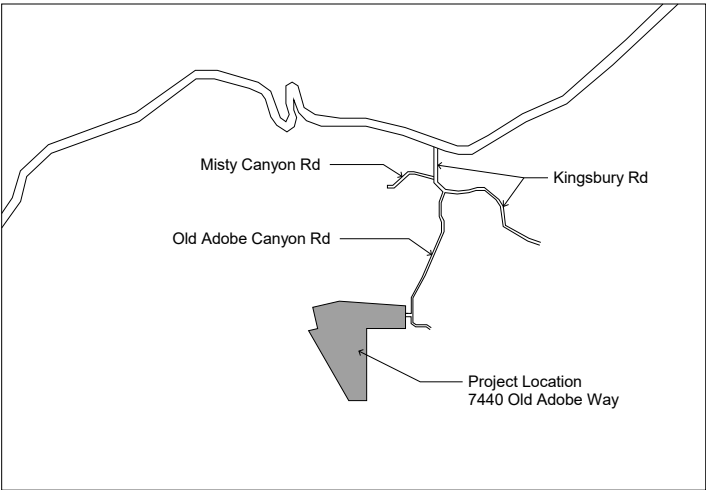 Misty Canyon Rd
Kingsbury Rd
Old Adobe Canyon Rd
Project Location
7440 Old Adobe Way